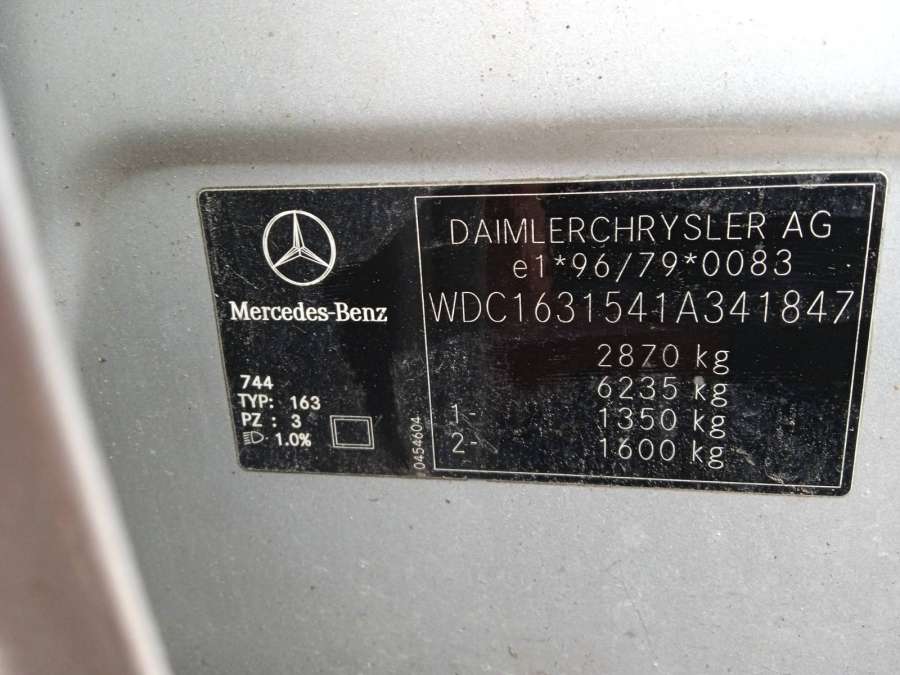 Mercedes-Benz
744
TYP: 163
PZ : 3
1.0%
0454604
DAIMLERCHRYSLER AG
e1*96/79*0083
WDC1631541A341847
2870 kg
6235 kg
1- 1350 kg
2- 1600 kg